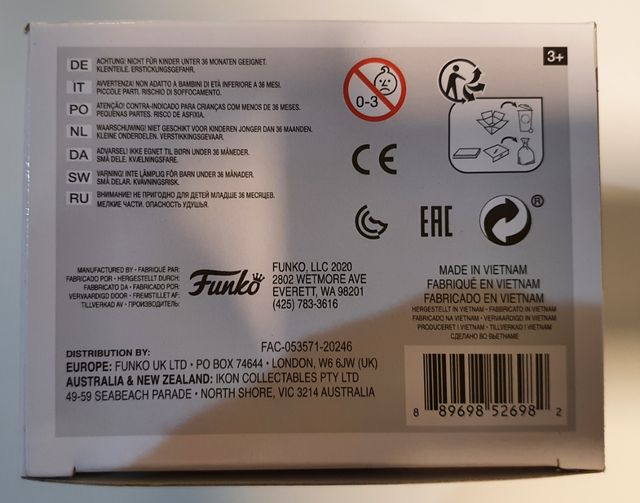 3+
DE ACHTUNG! NICHT FÜR KINDER UNTER 36 MONATEN GEEIGNET.
KLEINTEILE. ERSTICKUNGSGEFAHR.
IT AVVERTENZA! NON ADATTO A BAMBINI DI ETÀ INFERIORE A 36 MESI.
PICCOLE PARTI. RISCHIO DI SOFFOCAMENTO.
PO ATENÇÃO! CONTRA-INDICADO PARA CRIANÇAS COM MENOS DE 36 MESES.
PEQUENAS PARTES. RISCO DE ASFIXIA.
NL WAARSCHUWING! NIET GESCHIKT VOOR KINDEREN JONGER DAN 36 MAANDEN.
KLEINE ONDERDELEN. VERSTIKKINGSGEVAAR.
DA ADVARSEL! IKKE EGNET TIL BØRN UNDER 36 MÅNEDER.
SMÅ DELE. KVÆLNINGSFARE.
SW VARNING! INTE LÄMPLIG FÖR BARN UNDER 36 MÅNADER.
SMÅ DELAR. KVÄVNINGSRISK.
RU ВНИМАНИЕ! НЕ ПРИГОДНО ДЛЯ ДЕТЕЙ МЛАДШЕ 36 МЕСЯЦЕВ.
МЕЛКИЕ ЧАСТИ. ОПАСНОСТЬ УДУШЬЯ.
0-3
CE
EAC
®
MANUFACTURED BY • FABRIQUÉ PAR:
FABRICADO POR • HERGESTELLT DURCH:
FABBRICATO DA • FABRICADO POR:
VERVAARDIGD DOOR • FREMSTILLET AF:
TILLVERKAD AV • ПРОИЗВОДИТЕЛЬ:
Funko
FUNKO, LLC 2020
2802 WETMORE AVE
EVERETT, WA 98201
(425) 783-3616
MADE IN VIETNAM
FABRIQUÉ EN VIETNAM
FABRICADO EN VIETNAM
HERGESTELLT IN VIETNAM • FABBRICATO IN VIETNAM
FABRICADO NA VIETNAM • VERVAARDIGD IN VIETNAM
PRODUCERET I VIETNAM • TILLVERKAD I VIETNAM
СДЕЛАНО ВО ВЬЕТНАМЕ
FAC-053571-20246
DISTRIBUTION BY:
EUROPE: FUNKO UK LTD • PO BOX 74644 • LONDON, W6 6JW (UK)
AUSTRALIA & NEW ZEALAND: IKON COLLECTABLES PTY LTD
49-59 SEABEACH PARADE • NORTH SHORE, VIC 3214 AUSTRALIA
8 89698 52698 2